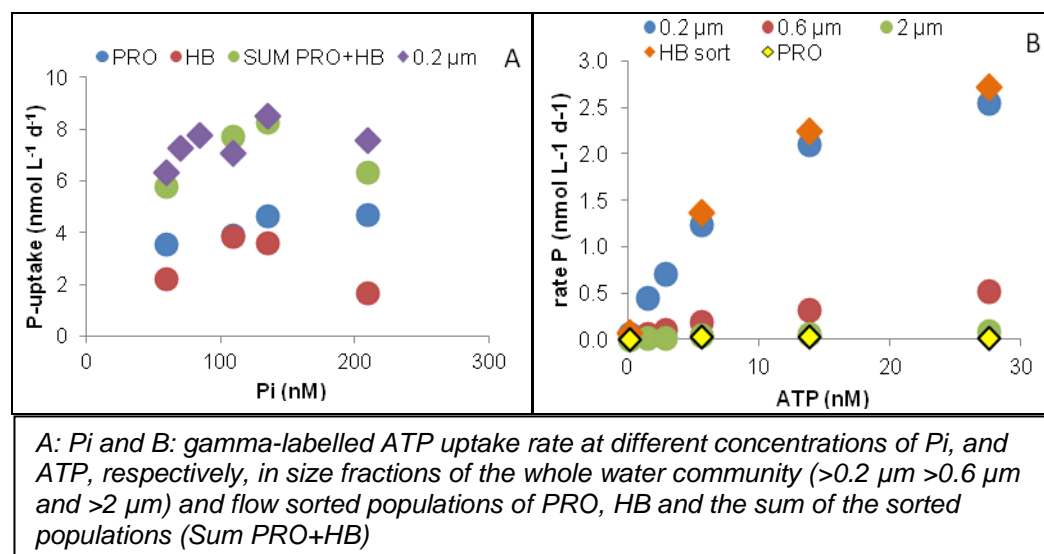 PRO HB SUM PRO+HB 0.2 µm A
10
8
6
4
2
0
P-uptake (nmol L⁻¹ d⁻¹)
0 100 200 300
Pi (nM)
0.2 µm 0.6 µm 2 µm B
HB sort PRO
3.0
2.5
2.0
1.5
1.0
0.5
0.0
rate P (nmol L-1 d-1)
0 10 20 30
ATP (nM)
A: Pi and B: gamma-labelled ATP uptake rate at different concentrations of Pi, and
ATP, respectively, in size fractions of the whole water community (>0.2 µm >0.6 µm
and >2 µm) and flow sorted populations of PRO, HB and the sum of the sorted
populations (Sum PRO+HB)